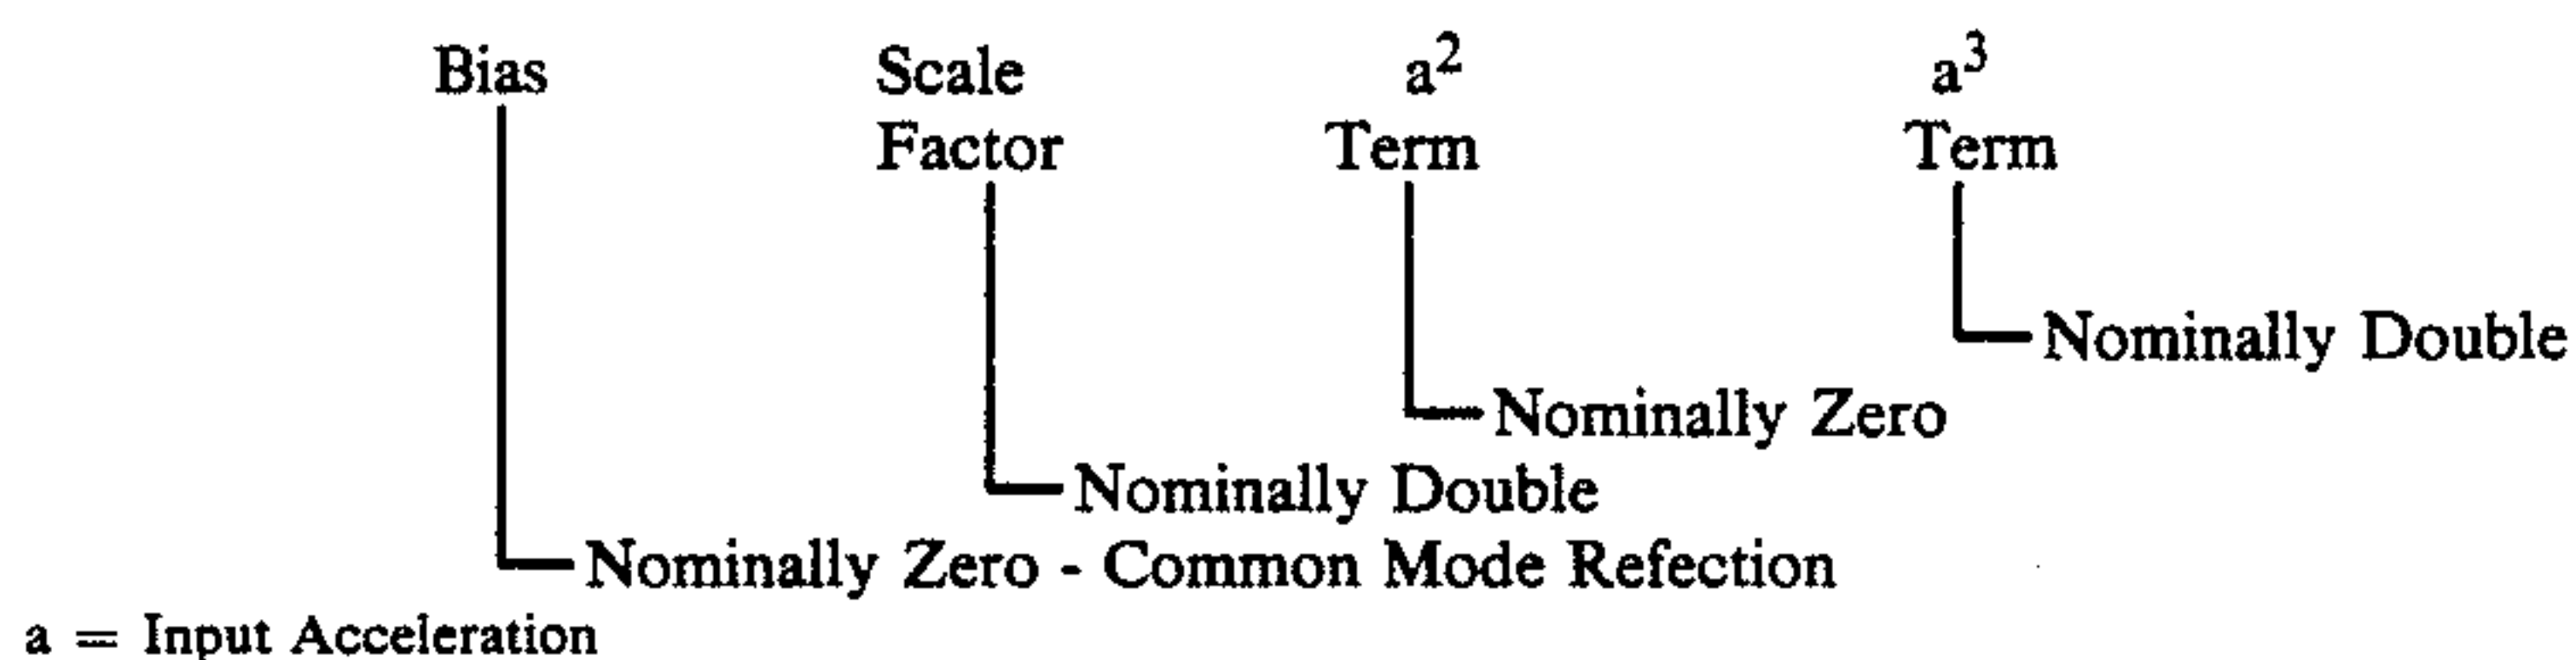 Bias Scale Factor a² Term a³ Term
Nominally Double
Nominally Zero
Nominally Double
Nominally Zero - Common Mode Refection
a = Input Acceleration